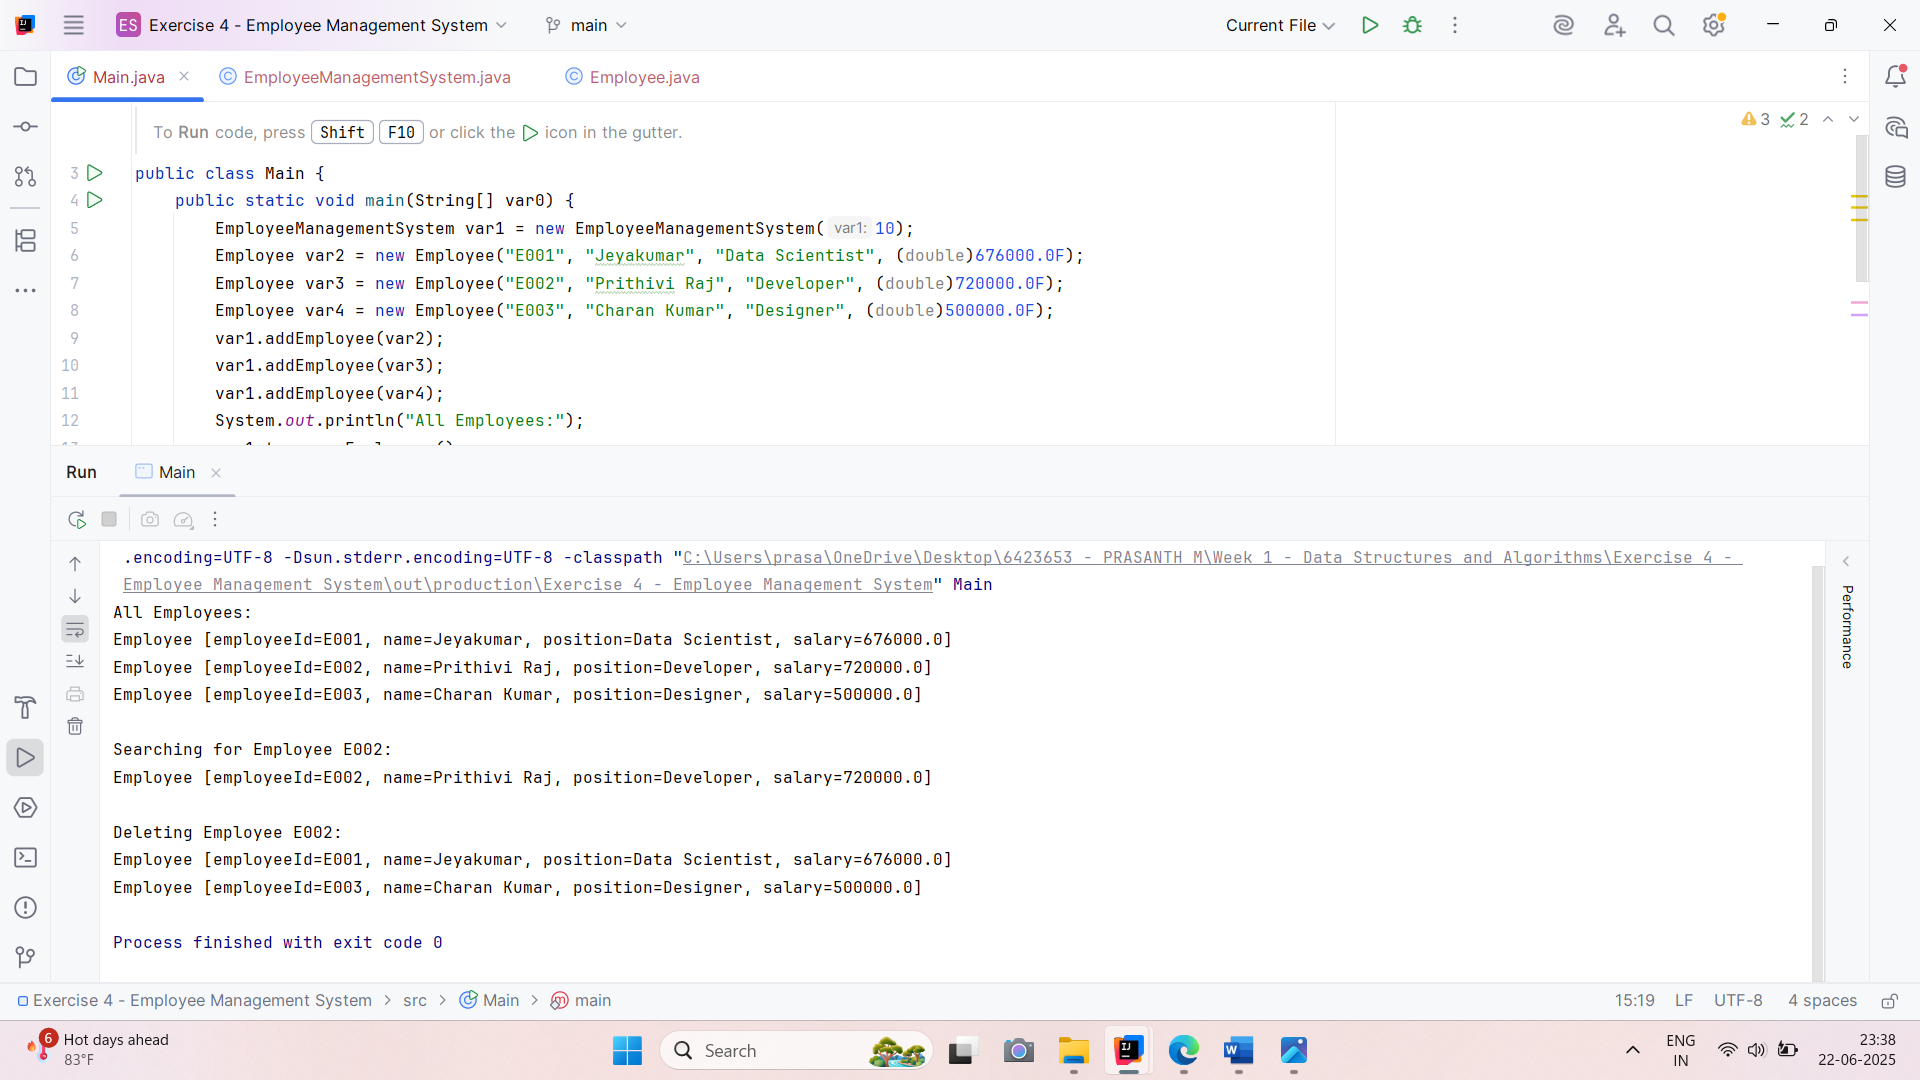 ES Exercise 4 - Employee Management System main Current File
Main.java EmployeeManagementSystem.java Employee.java
To Run code, press Shift F10 or click the icon in the gutter.
3 2
3 public class Main {
4 public static void main(String[] var0) {
5 EmployeeManagementSystem var1 = new EmployeeManagementSystem( var1: 10);
6 Employee var2 = new Employee("E001", "Jeyakumar", "Data Scientist", (double)676000.0F);
7 Employee var3 = new Employee("E002", "Prithivi Raj", "Developer", (double)720000.0F);
8 Employee var4 = new Employee("E003", "Charan Kumar", "Designer", (double)500000.0F);
9 var1.addEmployee(var2);
10 var1.addEmployee(var3);
11 var1.addEmployee(var4);
12 System.out.println("All Employees:");
Run Main
.encoding=UTF-8 -Dsun.stderr.encoding=UTF-8 -classpath "C:\Users\prasa\OneDrive\Desktop\6423653 - PRASANTH M\Week 1 - Data Structures and Algorithms\Exercise 4 -
Employee Management System\out\production\Exercise 4 - Employee Management System" Main
All Employees:
Employee [employeeId=E001, name=Jeyakumar, position=Data Scientist, salary=676000.0]
Employee [employeeId=E002, name=Prithivi Raj, position=Developer, salary=720000.0]
Employee [employeeId=E003, name=Charan Kumar, position=Designer, salary=500000.0]
Searching for Employee E002:
Employee [employeeId=E002, name=Prithivi Raj, position=Developer, salary=720000.0]
Deleting Employee E002:
Employee [employeeId=E001, name=Jeyakumar, position=Data Scientist, salary=676000.0]
Employee [employeeId=E003, name=Charan Kumar, position=Designer, salary=500000.0]
Process finished with exit code 0
Performance
Exercise 4 - Employee Management System > src > Main > main 15:19 LF UTF-8 4 spaces
6 Hot days ahead
83°F
Search
ENG
IN
23:38
22-06-2025